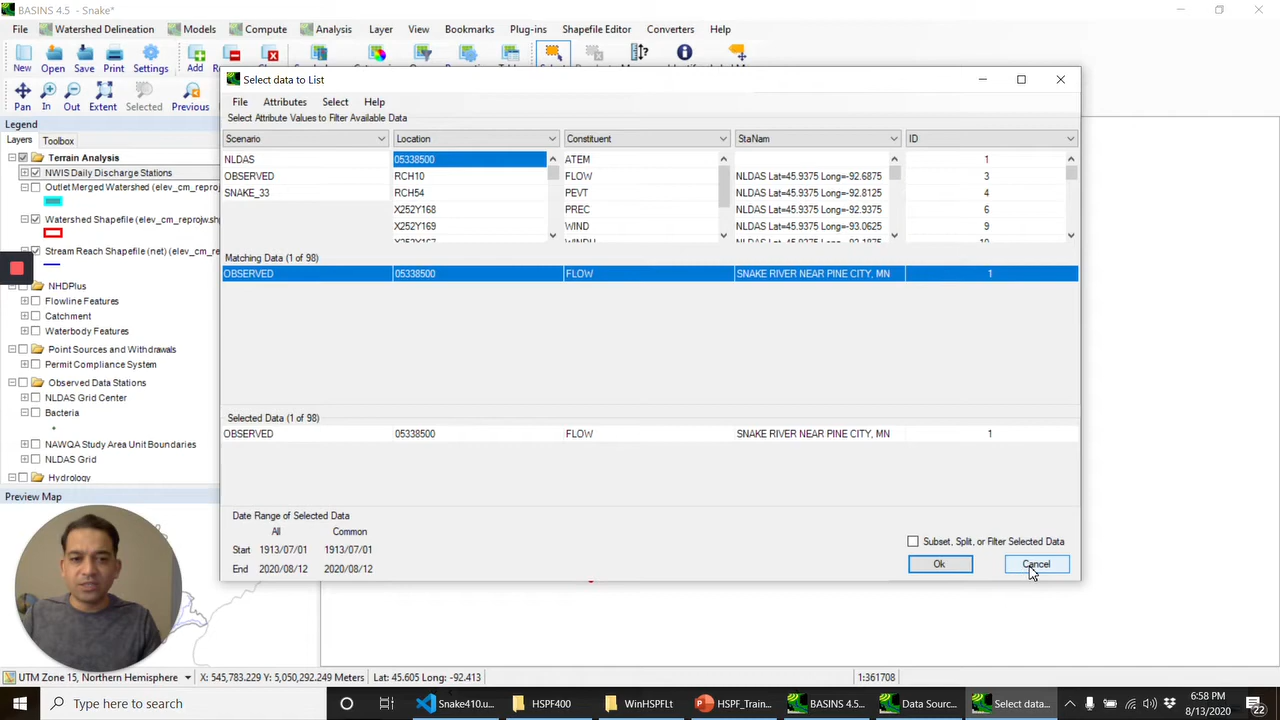 BASINS 4.5 - Snake*
File Watershed Delineation Models Compute Analysis Layer View Bookmarks Plug-ins Shapefile Editor Converters Help
New Open Save Print Settings Add
Pan In Out Extent Selected Previous
Legend
Layers Toolbox
Terrain Analysis
NWIS Daily Discharge Stations
Outlet Merged Watershed (elev_cm_reproj
Watershed Shapefile (elev_cm_reprojw.sh
Stream Reach Shapefile (net) (elev_cm_re
NHDPlus
Flowline Features
Catchment
Waterbody Features
Point Sources and Withdrawals
Permit Compliance System
Observed Data Stations
NLDAS Grid Center
Bacteria
NAWQA Study Area Unit Boundaries
NLDAS Grid
Hydrology
Preview Map
Select data to List
File Attributes Select Help
Select Attribute Values to Filter Available Data
Scenario Location Constituent StaNam ID
NLDAS 05338500 ATEM 1
OBSERVED RCH10 FLOW NLDAS Lat=45.9375 Long=-92.6875 3
SNAKE_33 RCH54 PEVT NLDAS Lat=45.9375 Long=-92.8125 4
X252Y168 PREC NLDAS Lat=45.9375 Long=-92.9375 6
X252Y169 WIND NLDAS Lat=45.9375 Long=-93.0625 9
Matching Data (1 of 98)
OBSERVED 05338500 FLOW SNAKE RIVER NEAR PINE CITY, MN 1
Selected Data (1 of 98)
OBSERVED 05338500 FLOW SNAKE RIVER NEAR PINE CITY, MN 1
Date Range of Selected Data
All Common
Start 1913/07/01 1913/07/01
End 2020/08/12 2020/08/12
Subset, Split, or Filter Selected Data
Ok Cancel
UTM Zone 15, Northern Hemisphere X: 545,783.229 Y: 5,050,292.249 Meters Lat: 45.605 Long: -92.413 1:361708
Type here to search Snake410.u... HSPF400 WinHSPFLt HSPF_Train... BASINS 4.5... Data Sourc... Select data... 6:58 PM
8/13/2020 22